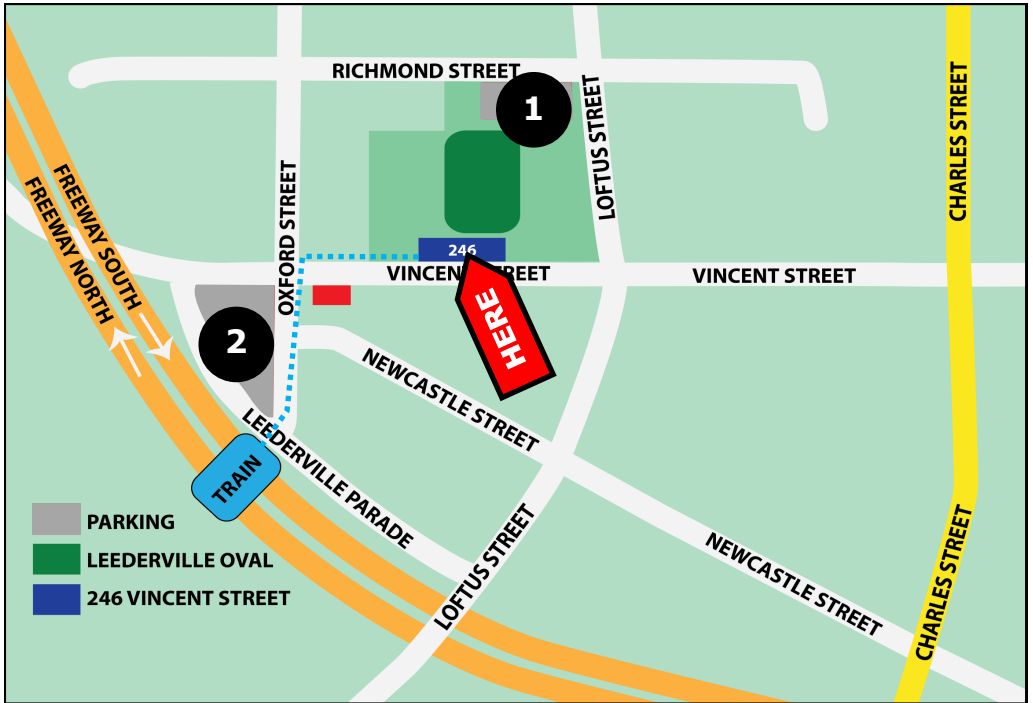 RICHMOND STREET
1
LOFTUS STREET
CHARLES STREET
OXFORD STREET
FREEWAY SOUTH
FREEWAY NORTH
246
VINCENT STREET
VINCENT STREET
HERE
2
NEWCASTLE STREET
LEEDERVILLE PARADE
TRAIN
LOFTUS STREET
NEWCASTLE STREET
CHARLES STREET
PARKING
LEEDERVILLE OVAL
246 VINCENT STREET